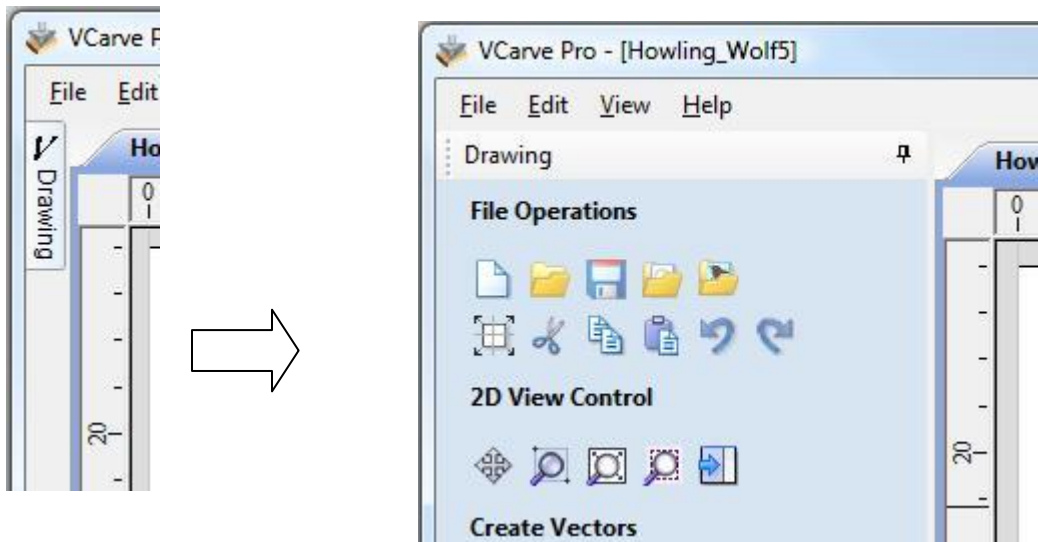 VCarve P
File Edit
Ho
Drawing
0
20
VCarve Pro - [Howling_Wolf5]
File Edit View Help
Drawing
How
0
File Operations
2D View Control
20
Create Vectors